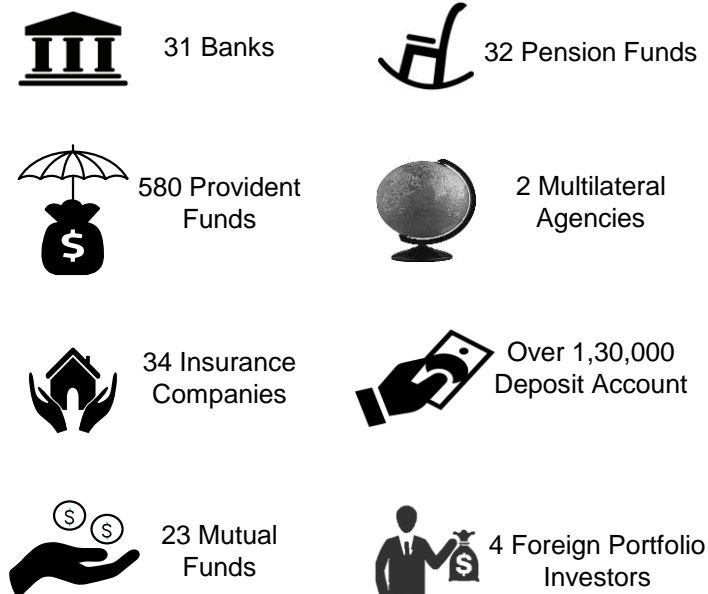 31 Banks
32 Pension Funds
580 Provident
Funds
$
2 Multilateral
Agencies
34 Insurance
Companies
Over 1,30,000
Deposit Account
$
$
23 Mutual
Funds
$
4 Foreign Portfolio
Investors